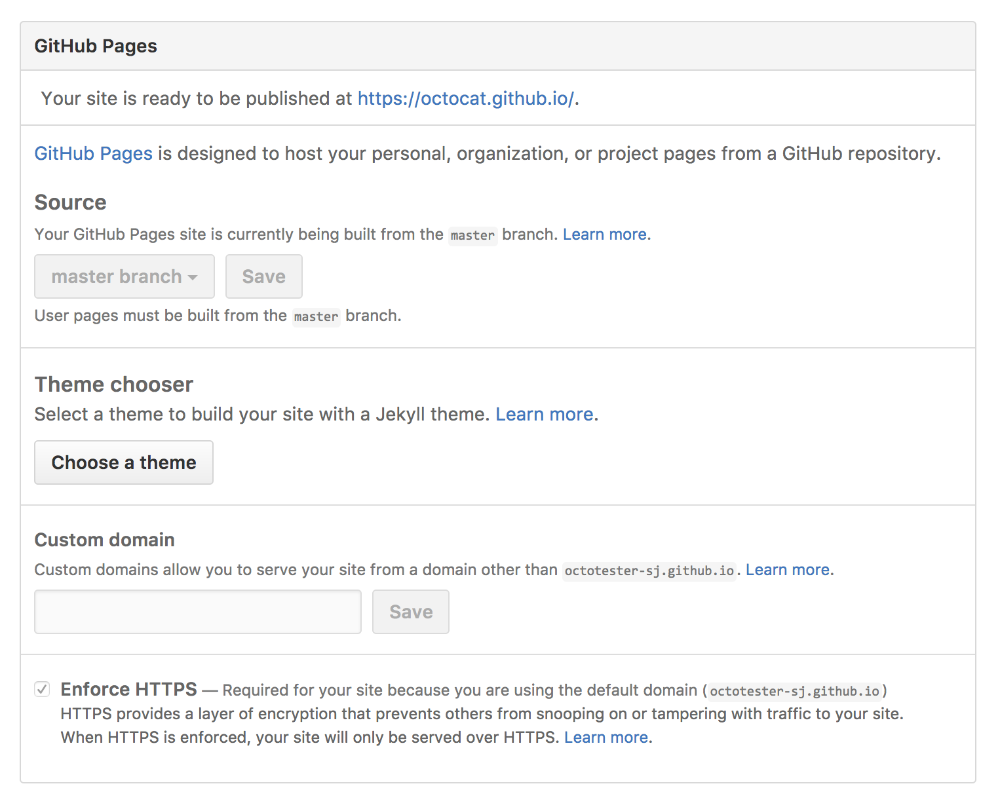 GitHub Pages
Your site is ready to be published at https://octocat.github.io/.
GitHub Pages is designed to host your personal, organization, or project pages from a GitHub repository.
Source
Your GitHub Pages site is currently being built from the master branch. Learn more.
master branch Save
User pages must be built from the master branch.
Theme chooser
Select a theme to build your site with a Jekyll theme. Learn more.
Choose a theme
Custom domain
Custom domains allow you to serve your site from a domain other than octotester-sj.github.io. Learn more.
Save
Enforce HTTPS — Required for your site because you are using the default domain (octotester-sj.github.io)
HTTPS provides a layer of encryption that prevents others from snooping on or tampering with traffic to your site.
When HTTPS is enforced, your site will only be served over HTTPS. Learn more.